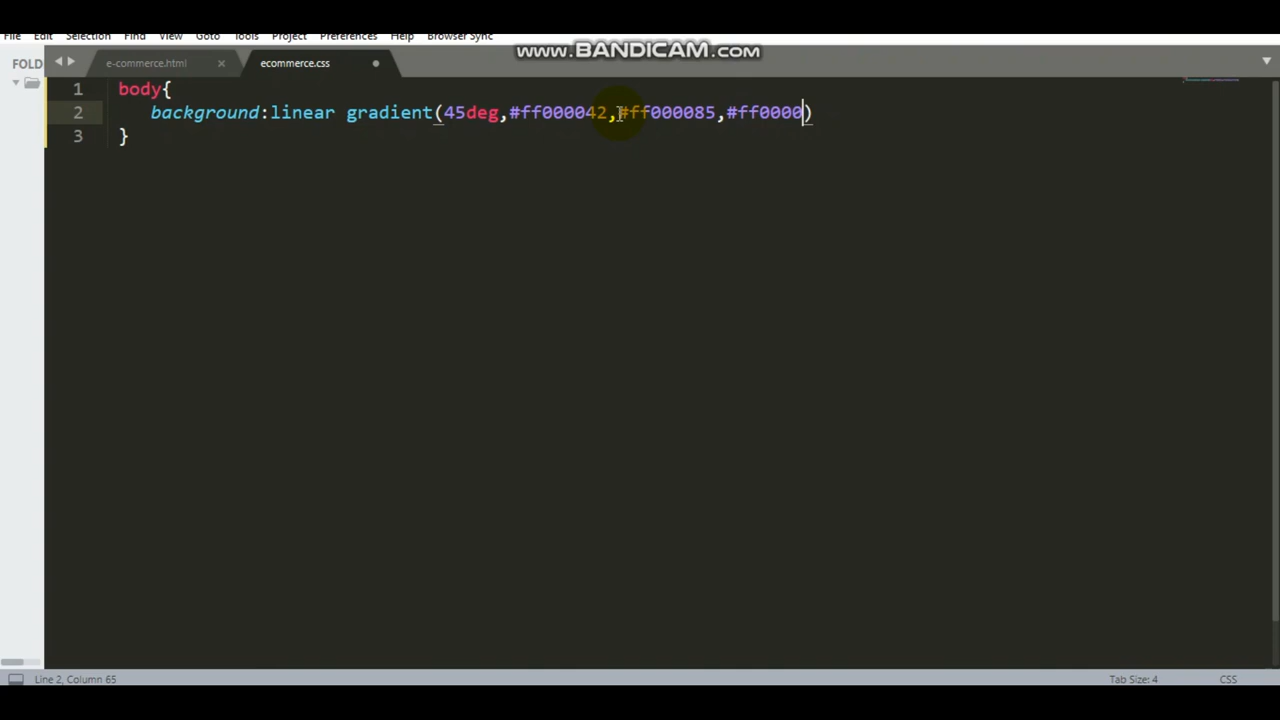 File Edit Selection Find View Goto Tools Project Preferences Help Browser Sync
www.BANDICAM.com
FOLD
e-commerce.html
ecommerce.css
1 body{
2 background:linear gradient(45deg,#ff000042,#ff000085,#ff0000)
3 }
Line 2, Column 65
Tab Size: 4
CSS